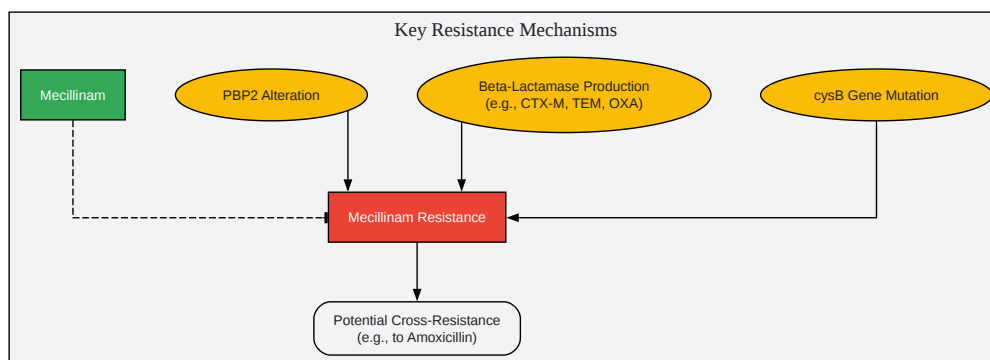 Key Resistance Mechanisms
Mecillinam
PBP2 Alteration
Beta-Lactamase Production
(e.g., CTX-M, TEM, OXA)
cysB Gene Mutation
Mecillinam Resistance
Potential Cross-Resistance
(e.g., to Amoxicillin)